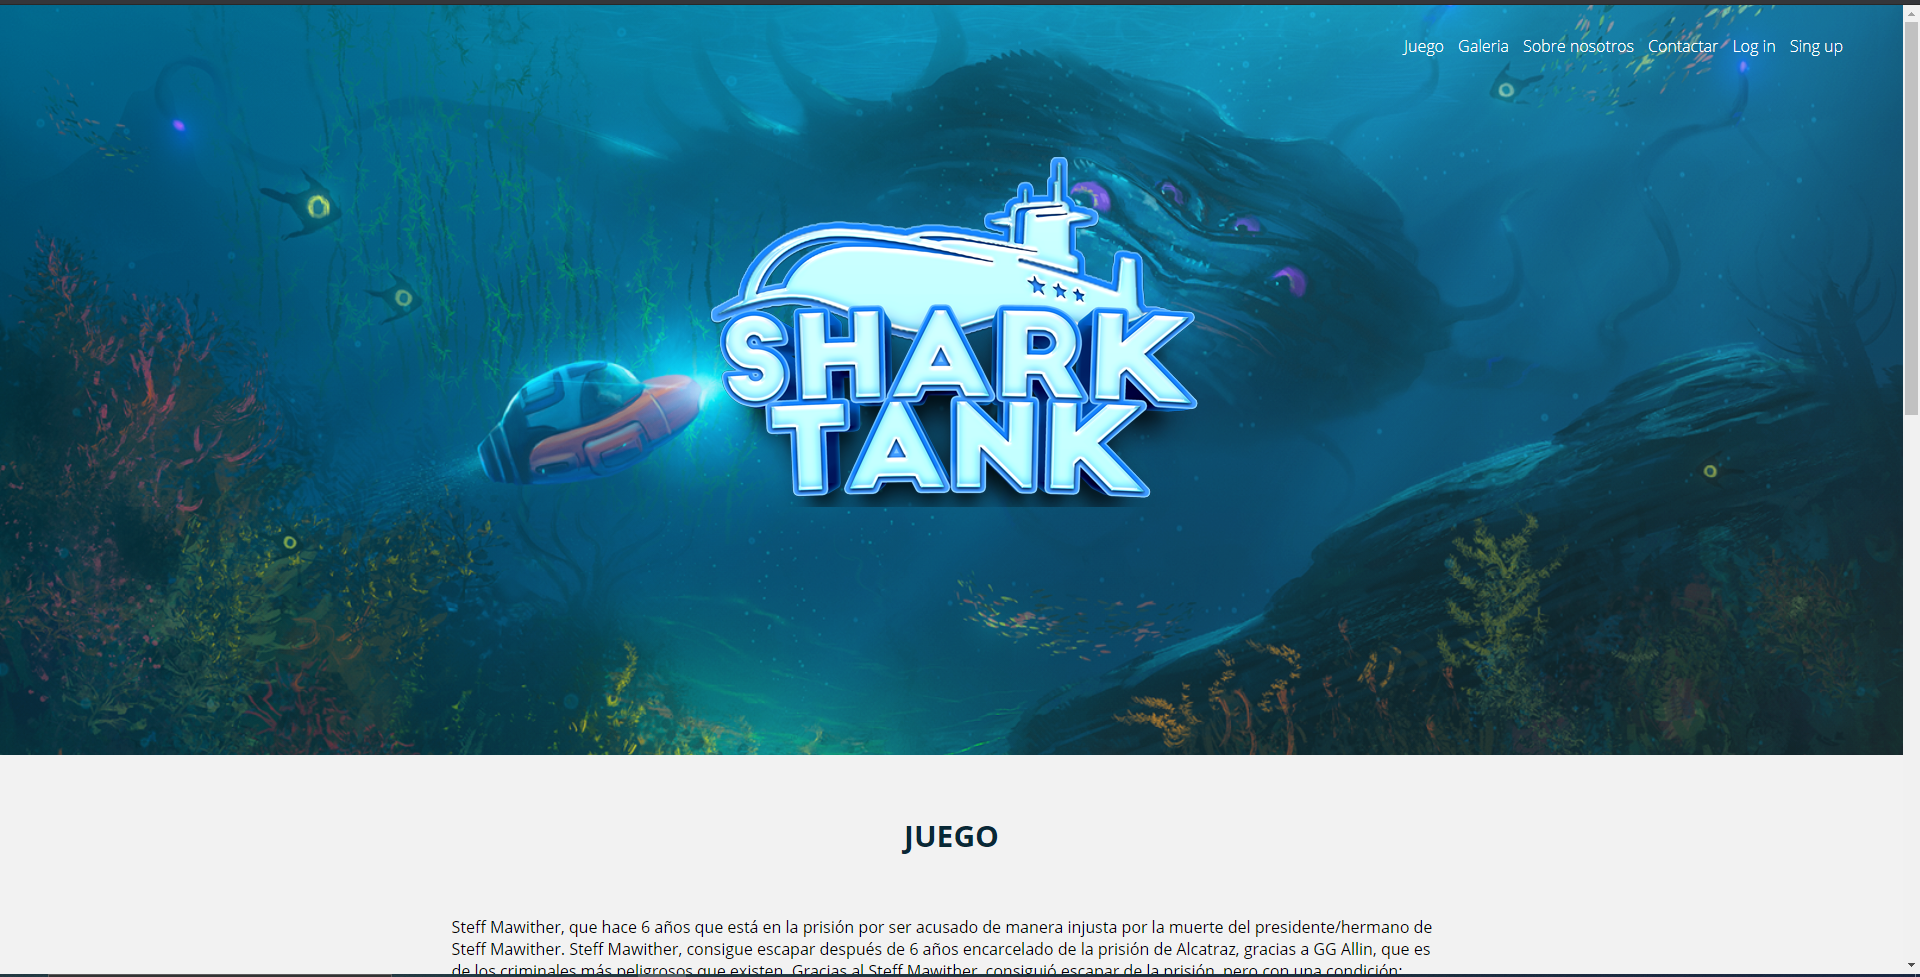 Juego Galeria Sobre nosotros Contactar Log in Sing up
SHARK
TANK
JUEGO
Steff Mawither, que hace 6 años que está en la prisión por ser acusado de manera injusta por la muerte del presidente/hermano de
Steff Mawither. Steff Mawither, consigue escapar después de 6 años encarcelado de la prisión de Alcatraz, gracias a GG Allin, que es
de los criminales más peligrosos que existen. Gracias al Steff Mawither, consiguió escapar de la prisión, pero con una condición: